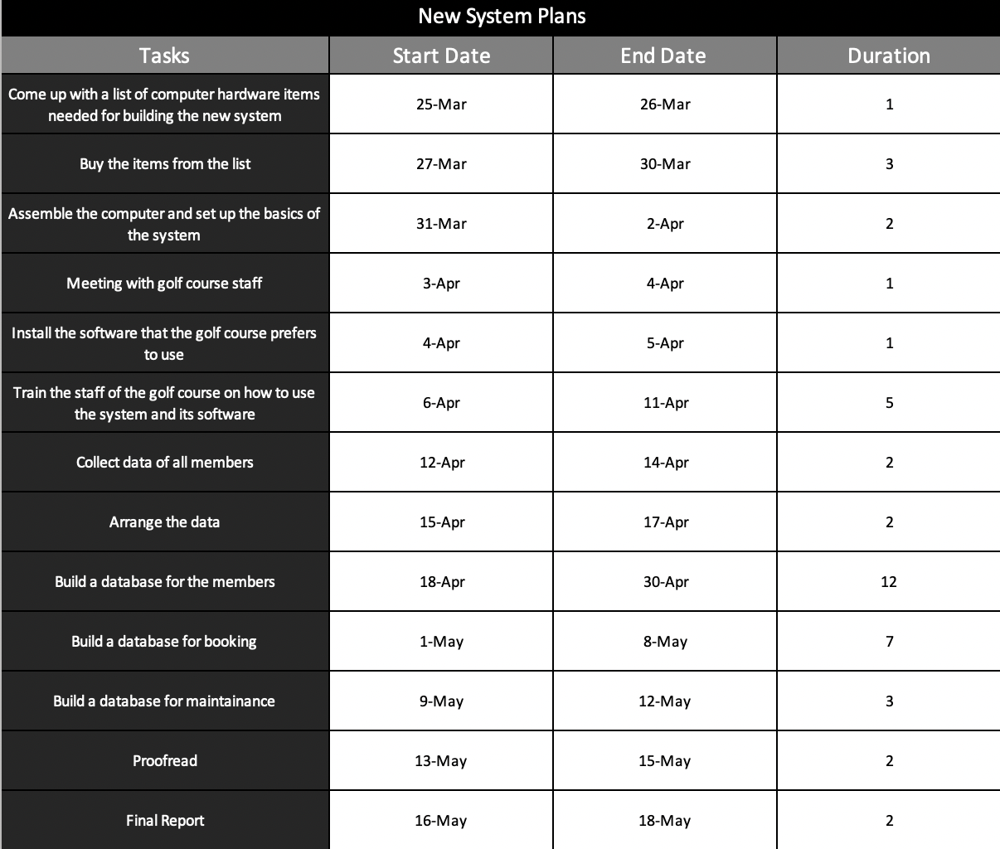 New System Plans
Tasks Start Date End Date Duration
Come up with a list of computer hardware items
needed for building the new system
25-Mar 26-Mar 1
Buy the items from the list 27-Mar 30-Mar 3
Assemble the computer and set up the basics of
the system
31-Mar 2-Apr 2
Meeting with golf course staff 3-Apr 4-Apr 1
Install the software that the golf course prefers
to use
4-Apr 5-Apr 1
Train the staff of the golf course on how to use
the system and its software
6-Apr 11-Apr 5
Collect data of all members 12-Apr 14-Apr 2
Arrange the data 15-Apr 17-Apr 2
Build a database for the members 18-Apr 30-Apr 12
Build a database for booking 1-May 8-May 7
Build a database for maintainance 9-May 12-May 3
Proofread 13-May 15-May 2
Final Report 16-May 18-May 2